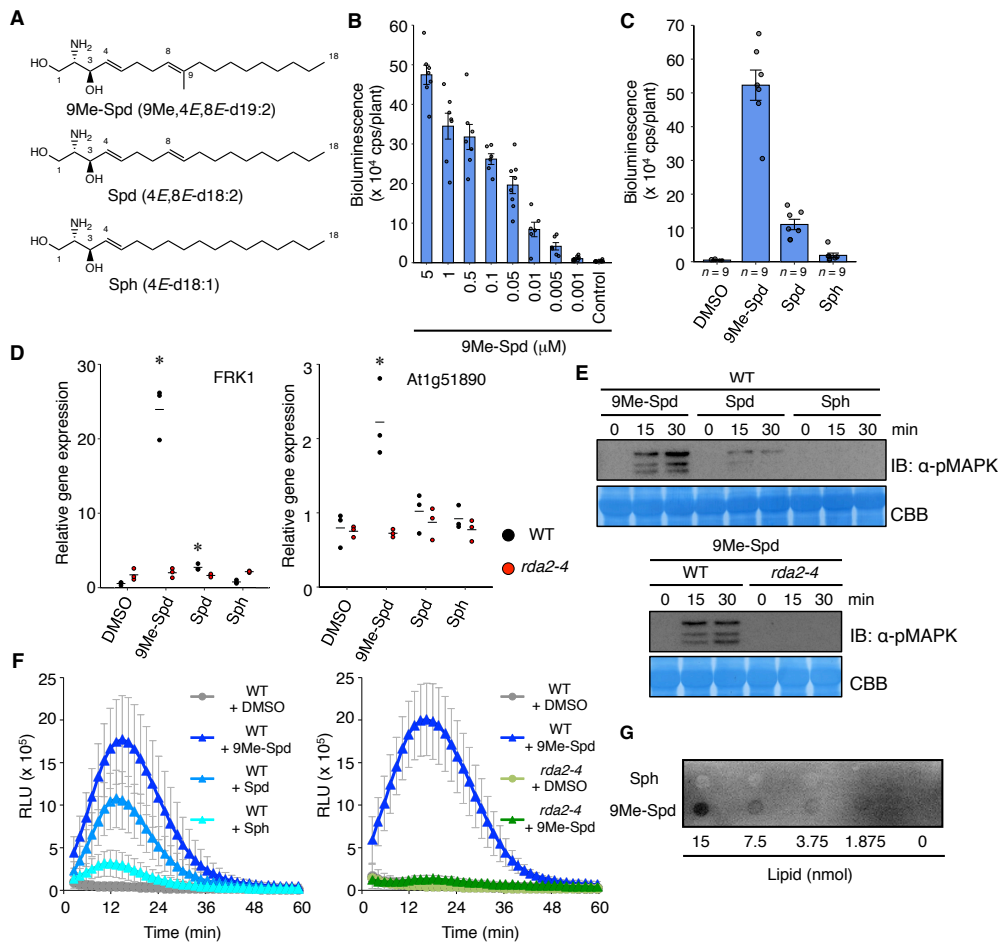 A
NH2
4
8
18
HO
3
9
1
OH
9Me-Spd (9Me,4E,8E-d19:2)
NH2
4
8
18
HO
3
1
OH
Spd (4E,8E-d18:2)
NH2
4
18
HO
3
1
OH
Sph (4E-d18:1)
B
Bioluminescence
(x 10⁴ cps/plant)
60
50
40
30
20
10
0
5
1
0.5
0.1
0.05
0.01
0.005
0.001
Control
9Me-Spd (μM)
C
Bioluminescence
(x 10⁴ cps/plant)
70
60
50
40
30
20
10
0
n = 9 n = 9 n = 9 n = 9
DMSO
9Me-Spd
Spd
Sph
D
Relative gene expression
30
20
10
0
*
FRK1
*
DMSO
9Me-Spd
Spd
Sph
Relative gene expression
3
2
1
0
*
At1g51890
DMSO
9Me-Spd
Spd
Sph
WT
rda2-4
E
WT
9Me-Spd Spd Sph
0 15 30 0 15 30 0 15 30 min
IB: α-pMAPK
CBB
9Me-Spd
WT rda2-4
0 15 30 0 15 30 min
IB: α-pMAPK
CBB
F
RLU (x 10⁵)
25
20
15
10
5
0
0 12 24 36 48 60
Time (min)
WT
+ DMSO
WT
+ 9Me-Spd
WT
+ Spd
WT
+ Sph
RLU (x 10⁵)
25
20
15
10
5
0
0 12 24 36 48 60
Time (min)
WT
+ DMSO
WT
+ 9Me-Spd
rda2-4
+ DMSO
rda2-4
+ 9Me-Spd
G
Sph
9Me-Spd
15 7.5 3.75 1.875 0
Lipid (nmol)